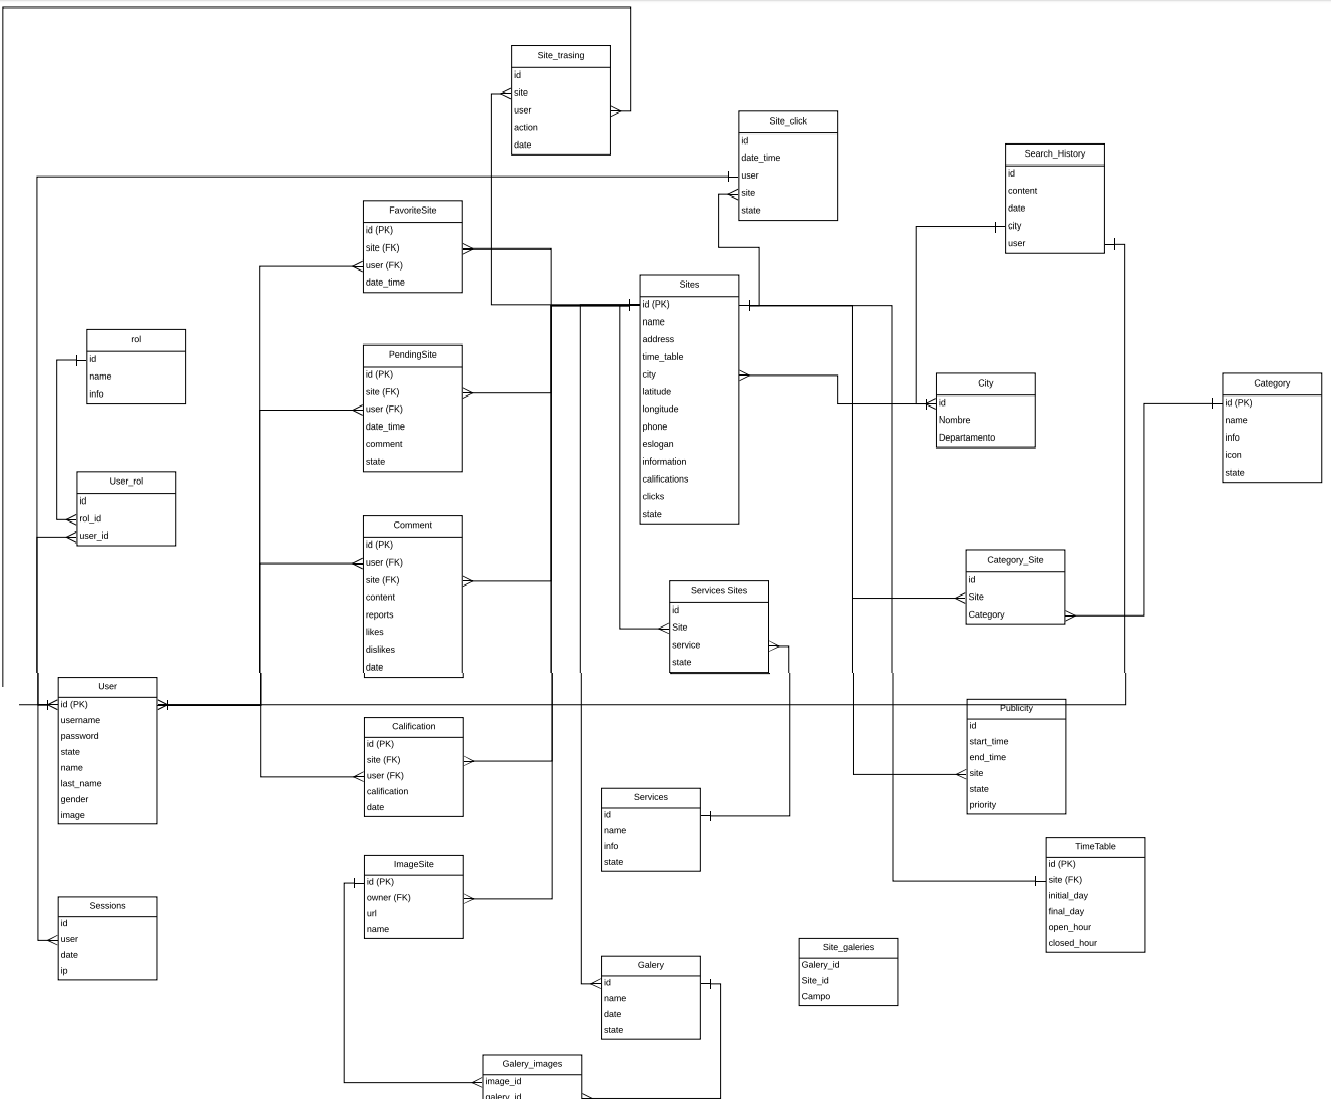 Site_trasing
id
site
user
action
date
Site_click
id
date_time
user
site
state
Search_History
id
content
date
city
user
FavoriteSite
id (PK)
site (FK)
user (FK)
date_time
Sites
id (PK)
name
address
time_table
city
latitude
longitude
phone
eslogan
information
califications
clicks
state
rol
id
name
info
PendingSite
id (PK)
site (FK)
user (FK)
date_time
comment
state
City
id
Nombre
Departamento
Category
id (PK)
name
info
icon
state
User_rol
id
rol_id
user_id
Comment
id (PK)
user (FK)
site (FK)
content
reports
likes
dislikes
date
Category_Site
id
Site
Category
Services Sites
id
Site
service
state
User
id (PK)
username
password
state
name
last_name
gender
image
Publicity
id
start_time
end_time
site
state
priority
Calification
id (PK)
site (FK)
user (FK)
calification
date
Services
id
name
info
state
TimeTable
id (PK)
site (FK)
initial_day
final_day
open_hour
closed_hour
ImageSite
id (PK)
owner (FK)
url
name
Sessions
id
user
date
ip
Site_galeries
Galery_id
Site_id
Campo
Galery
id
name
date
state
Galery_images
image_id
galery_id